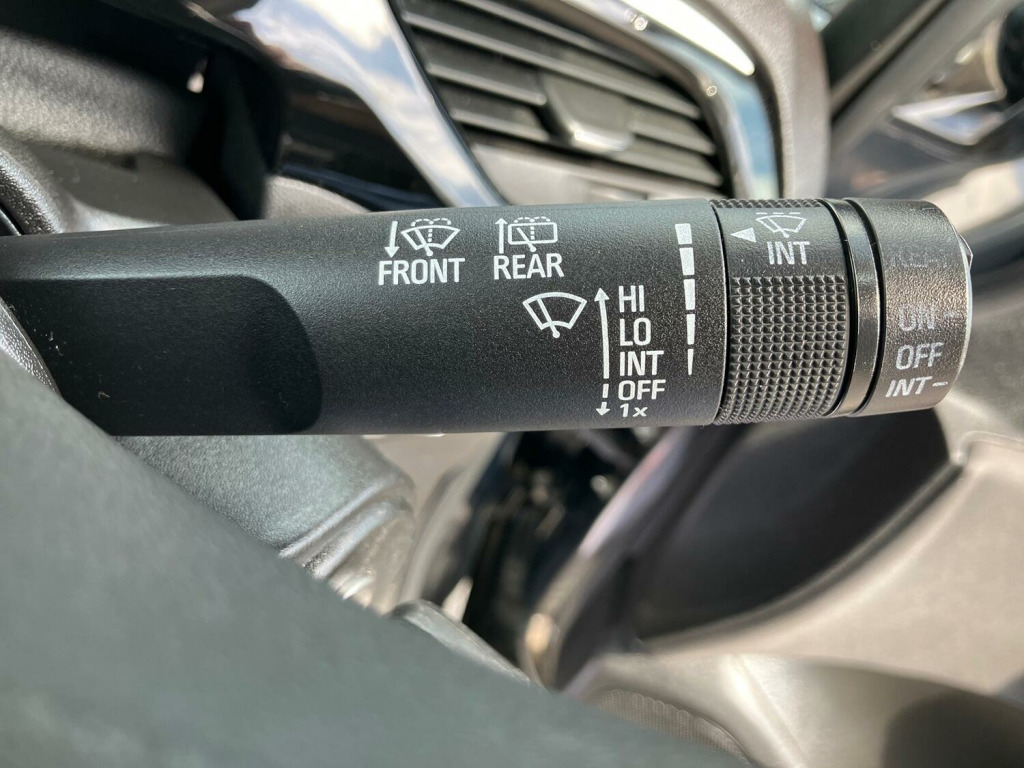 FRONT
REAR
HI
LO
INT
OFF
1x
INT
ON
OFF
INT